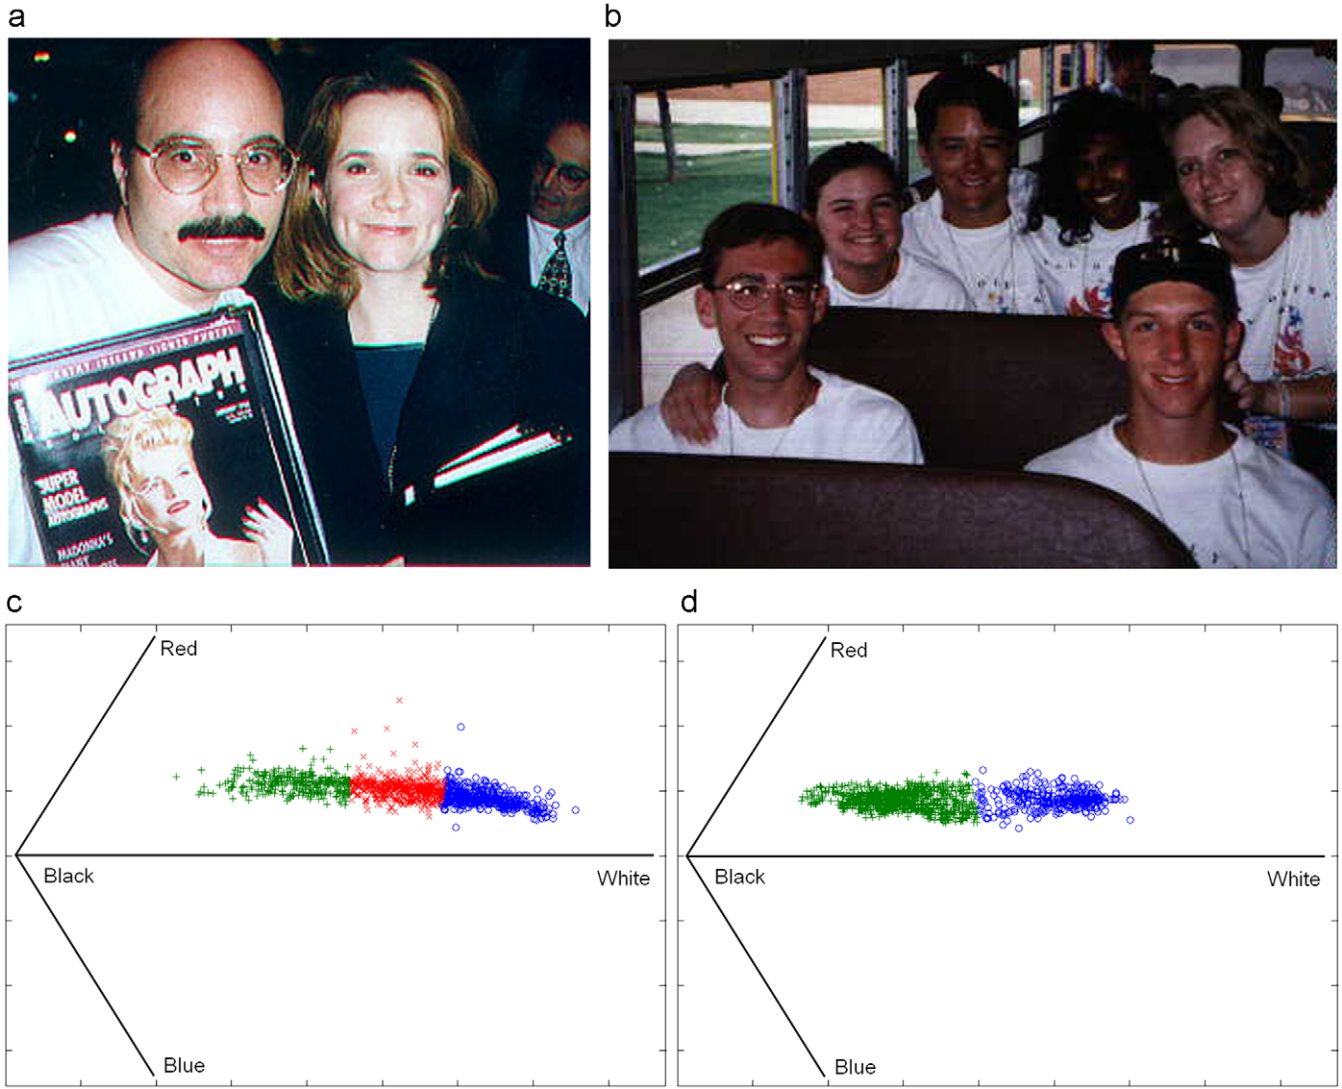 a
b
AUTOGRAPH
SUPER
MODEL
AUTOGRAPHS
MADONNA'S
c
d
Red
Red
Black
White
Black
White
Blue
Blue